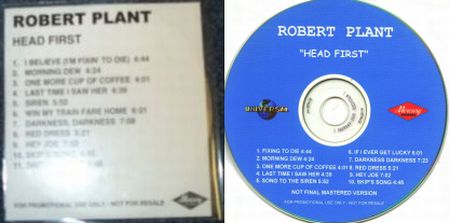 ROBERT PLANT
HEAD FIRST
1. I BELIEVE (I'M FIXIN' TO DIE) 4:44
2. MORNING DEW 4:24
3. ONE MORE CUP OF COFFEE 4:01
4. LAST TIME I SAW HER 4:39
5. SIREN 5:52
6. WIN MY TRAIN FARE HOME 6:01
7. DARKNESS, DARKNESS 7:08
8. RED DRESS 5:21
9. HEY JOE 7:02
10. SKIP'S SONG 4:46
11.
FOR PROMOTIONAL USE ONLY - NOT FOR RESALE
ROBERT PLANT
"HEAD FIRST"
UNIVERSAL
Mercury
1. FIXING TO DIE 4:44
2. MORNING DEW 4:24
3. ONE MORE CUP OF COFFEE 4:01
4. LAST TIME I SAW HER 4:39
5. SONG TO THE SIREN 5:52
6. IF I EVER GET LUCKY 6:01
7. DARKNESS DARKNESS 7:23
8. RED DRESS 5:21
9. HEY JOE 7:02
10. SKIP'S SONG 4:45
NOT FINAL MASTERED VERSION
FOR PROMOTIONAL USE ONLY - NOT FOR RESALE